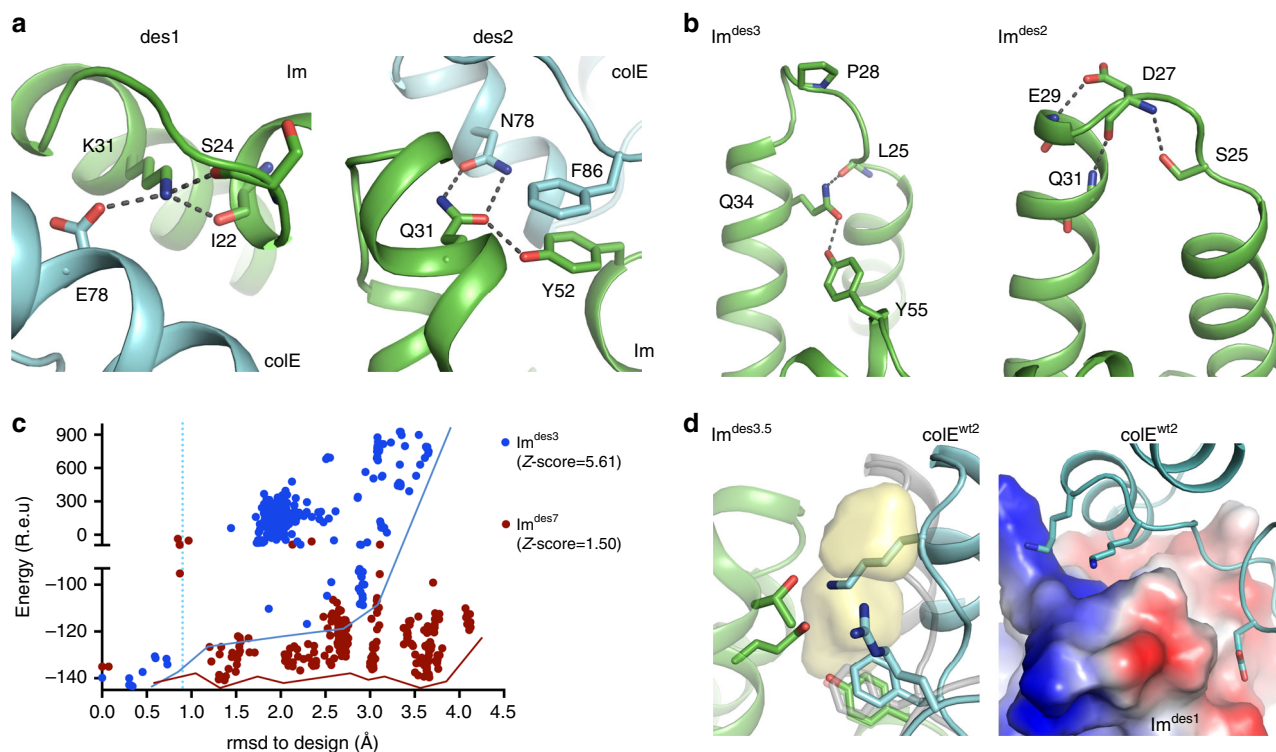 a
des1
Im
K31
S24
I22
E78
colE
des2
colE
N78
F86
Q31
Y52
Im
b
Im^des3
P28
L25
Q34
Y55
Im^des2
D27
E29
Q31
S25
c
Energy (R.e.u)
900
600
300
0
−100
−120
−140
0.0 0.5 1.0 1.5 2.0 2.5 3.0 3.5 4.0 4.5
rmsd to design (Å)
Im^des3
(Z-score=5.61)
Im^des7
(Z-score=1.50)
d
Im^des3.5
colE^wt2
colE^wt2
Im^des1